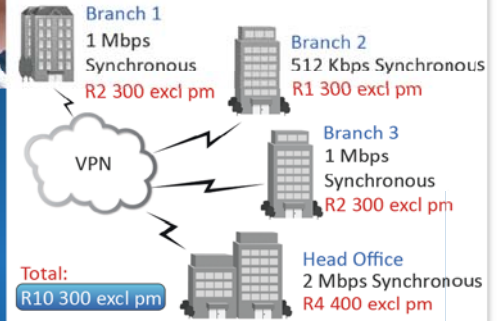 Branch 1
1 Mbps
Synchronous
R2 300 excl pm
Branch 2
512 Kbps Synchronous
R1 300 excl pm
VPN
Branch 3
1 Mbps
Synchronous
R2 300 excl pm
Head Office
2 Mbps Synchronous
R4 400 excl pm
Total:
R10 300 excl pm